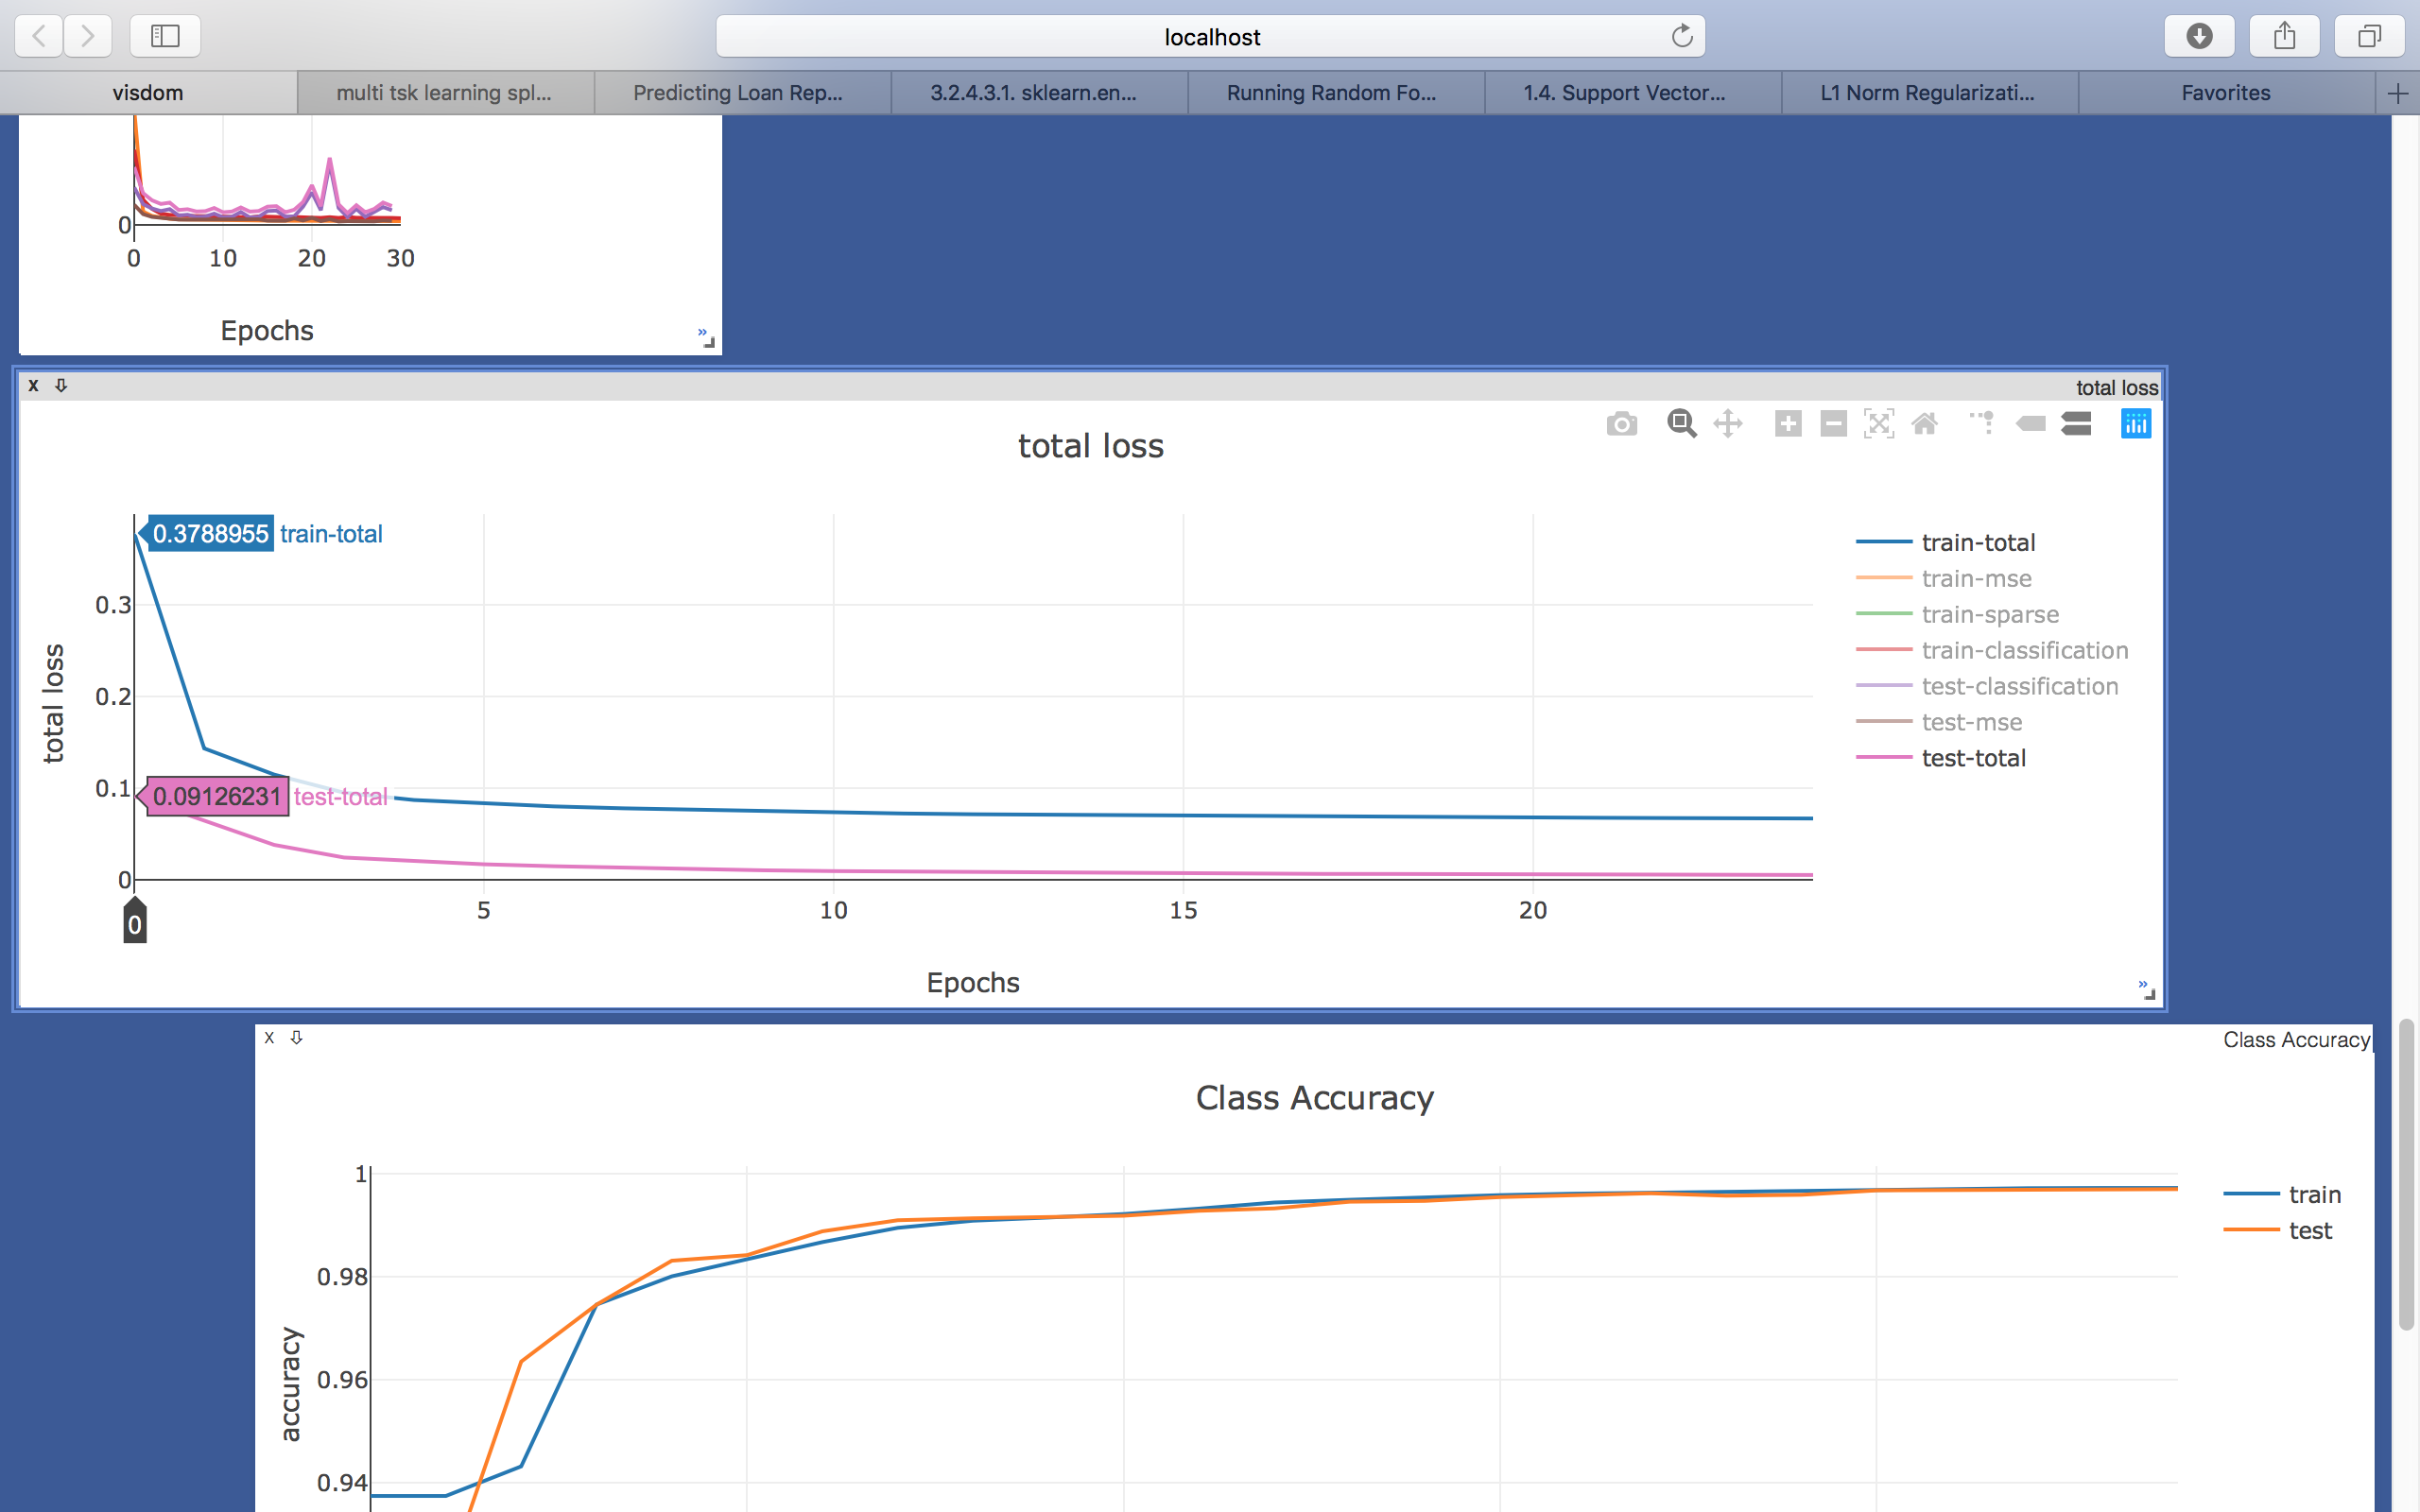 localhost
visdom
multi tsk learning spl...
Predicting Loan Rep...
3.2.4.3.1. sklearn.en...
Running Random Fo...
1.4. Support Vector...
L1 Norm Regularizati...
Favorites
0
0 10 20 30
Epochs
»
x
total loss
total loss
0.3788955 train-total
0.3
0.2
0.1
0
total loss
0.09126231 test-total
0
5 10 15 20
Epochs
train-total
train-mse
train-sparse
train-classification
test-classification
test-mse
test-total
»
x
Class Accuracy
Class Accuracy
1
0.98
0.96
0.94
accuracy
train
test